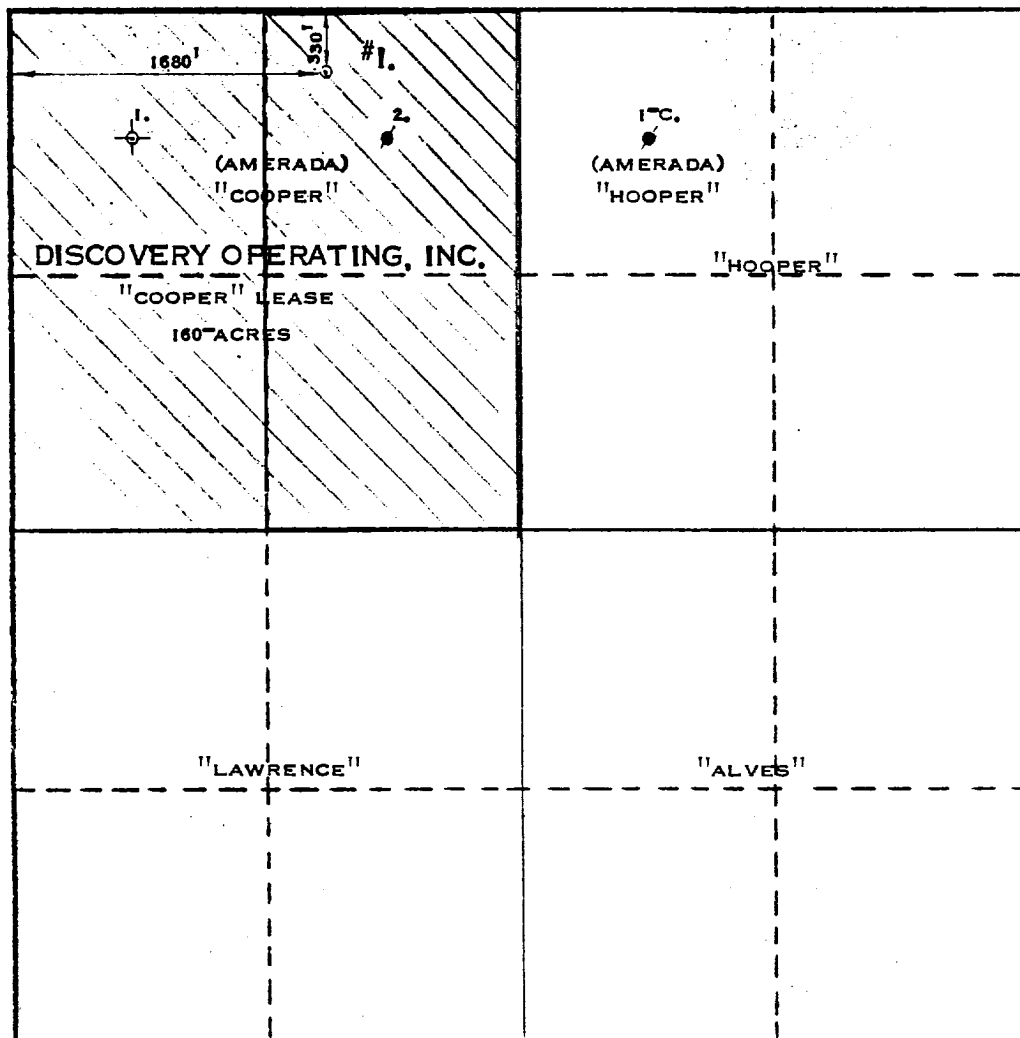 330'
#1.
1680'
1.
2.
1-C.
(AMERADA)
"COOPER"
(AMERADA)
"HOOPER"
DISCOVERY OPERATING, INC.
"HOOPER"
"COOPER" LEASE
160-ACRES
"LAWRENCE"
"ALVES"